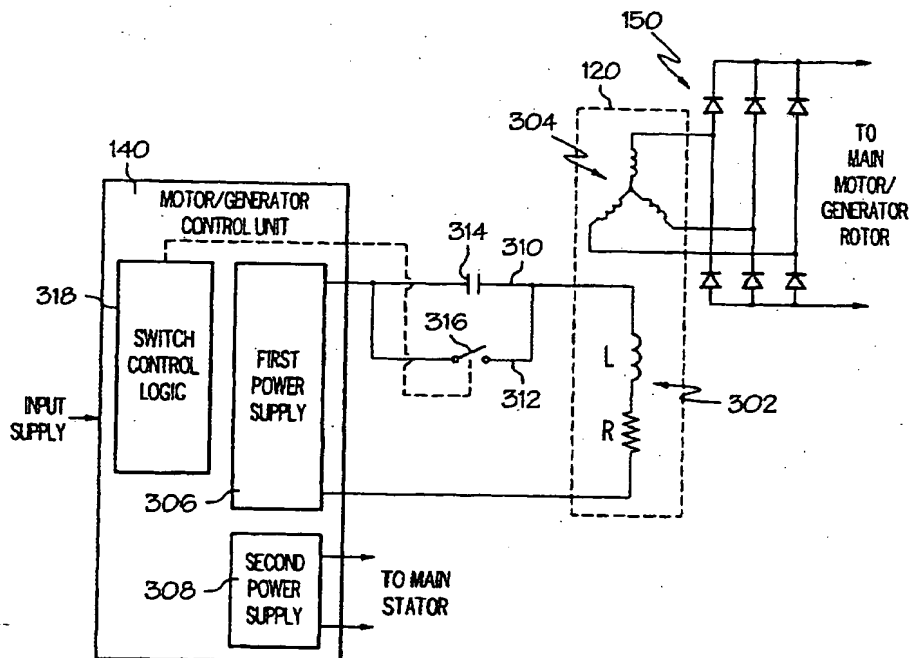 150
120
304
TO
MAIN
MOTOR/
GENERATOR
ROTOR
140
MOTOR/GENERATOR
CONTROL UNIT
314
310
318
SWITCH
CONTROL
LOGIC
FIRST
POWER
SUPPLY
316
312
L
R
302
INPUT
SUPPLY
306
308
SECOND
POWER
SUPPLY
TO MAIN
STATOR